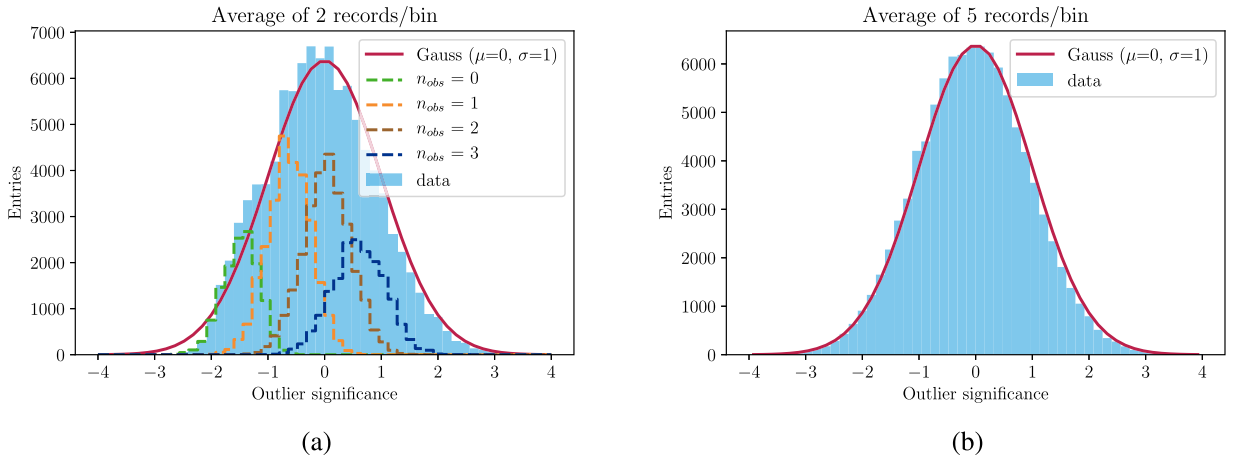 Average of 2 records/bin
7000
6000
5000
4000
3000
2000
1000
0
Entries
Gauss (μ=0, σ=1)
n_obs = 0
n_obs = 1
n_obs = 2
n_obs = 3
data
−4 −3 −2 −1 0 1 2 3 4
Outlier significance
(a)
Average of 5 records/bin
6000
5000
4000
3000
2000
1000
0
Entries
Gauss (μ=0, σ=1)
data
−4 −3 −2 −1 0 1 2 3 4
Outlier significance
(b)